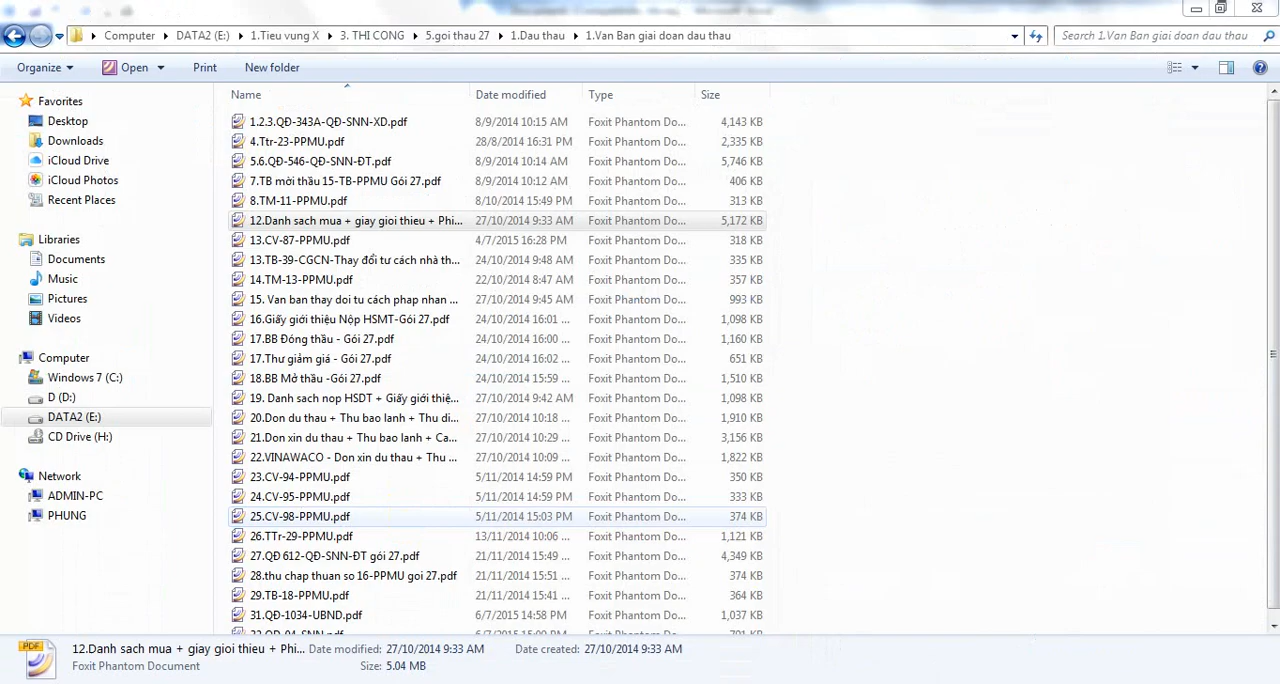 Computer DATA2 (E:) 1.Tieu vung X 3. THI CONG 5.goi thau 27 1.Dau thau 1.Van Ban giai doan dau thau Search 1.Van Ban giai doan dau thau
Organize Open Print New folder
Name Date modified Type Size
Favorites
Desktop
Downloads
iCloud Drive
iCloud Photos
Recent Places
Libraries
Documents
Music
Pictures
Videos
Computer
Windows 7 (C:)
D (D:)
DATA2 (E:)
CD Drive (H:)
Network
ADMIN-PC
PHUNG
1.2.3.QĐ-343A-QĐ-SNN-XD.pdf 8/9/2014 10:15 AM Foxit Phantom Do... 4,143 KB
4.Ttr-23-PPMU.pdf 28/8/2014 16:31 PM Foxit Phantom Do... 2,335 KB
5.6.QĐ-546-QĐ-SNN-ĐT.pdf 8/9/2014 10:14 AM Foxit Phantom Do... 5,746 KB
7.TB mời thầu 15-TB-PPMU Gói 27.pdf 8/9/2014 10:12 AM Foxit Phantom Do... 406 KB
8.TM-11-PPMU.pdf 8/10/2014 15:49 PM Foxit Phantom Do... 313 KB
12.Danh sach mua + giay gioi thieu + Phi... 27/10/2014 9:33 AM Foxit Phantom Do... 5,172 KB
13.CV-87-PPMU.pdf 4/7/2015 16:28 PM Foxit Phantom Do... 318 KB
13.TB-39-CGCN-Thay đổi tư cách nhà th... 24/10/2014 9:48 AM Foxit Phantom Do... 335 KB
14.TM-13-PPMU.pdf 22/10/2014 8:47 AM Foxit Phantom Do... 357 KB
15. Van ban thay doi tu cách phap nhan ... 27/10/2014 9:45 AM Foxit Phantom Do... 993 KB
16.Giấy giới thiệu Nộp HSMT-Gói 27.pdf 24/10/2014 16:01 ... Foxit Phantom Do... 1,098 KB
17.BB Đóng thầu - Gói 27.pdf 24/10/2014 16:00 ... Foxit Phantom Do... 1,160 KB
17.Thư giảm giá - Gói 27.pdf 24/10/2014 16:02 ... Foxit Phantom Do... 651 KB
18.BB Mở thầu -Gói 27.pdf 24/10/2014 15:59 ... Foxit Phantom Do... 1,510 KB
19. Danh sach nop HSDT + Giấy giới thiệ... 27/10/2014 9:42 AM Foxit Phantom Do... 1,098 KB
20.Don du thau + Thu bao lanh + Thu di... 27/10/2014 10:18 ... Foxit Phantom Do... 1,910 KB
21.Don xin du thau + Thu bao lanh + Ca... 27/10/2014 10:29 ... Foxit Phantom Do... 3,156 KB
22.VINAWACO - Don xin du thau + Thu ... 27/10/2014 10:09 ... Foxit Phantom Do... 1,822 KB
23.CV-94-PPMU.pdf 5/11/2014 14:59 PM Foxit Phantom Do... 350 KB
24.CV-95-PPMU.pdf 5/11/2014 14:59 PM Foxit Phantom Do... 333 KB
25.CV-98-PPMU.pdf 5/11/2014 15:03 PM Foxit Phantom Do... 374 KB
26.TTr-29-PPMU.pdf 13/11/2014 10:06 ... Foxit Phantom Do... 1,121 KB
27.QĐ 612-QĐ-SNN-ĐT gói 27.pdf 21/11/2014 15:49 ... Foxit Phantom Do... 4,349 KB
28.thu chap thuan so 16-PPMU goi 27.pdf 21/11/2014 15:51 ... Foxit Phantom Do... 374 KB
29.TB-18-PPMU.pdf 21/11/2014 15:41 ... Foxit Phantom Do... 364 KB
31.QĐ-1034-UBND.pdf 6/7/2015 14:58 PM Foxit Phantom Do... 1,037 KB
12.Danh sach mua + giay gioi thieu + Phi... Date modified: 27/10/2014 9:33 AM Date created: 27/10/2014 9:33 AM
Foxit Phantom Document Size: 5.04 MB
PDF